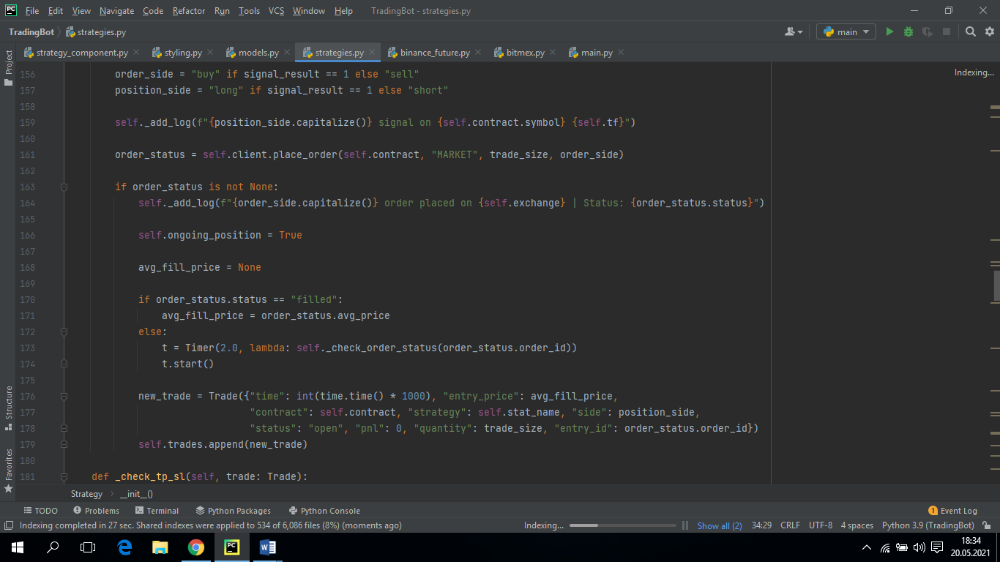 File Edit View Navigate Code Refactor Run Tools VCS Window Help TradingBot - strategies.py
TradingBot strategies.py main
strategy_component.py styling.py models.py strategies.py binance_future.py bitmex.py main.py
Project
Structure
Favorites
Indexing...
156 order_side = "buy" if signal_result == 1 else "sell"
157 position_side = "long" if signal_result == 1 else "short"
158
159 self._add_log(f"{position_side.capitalize()} signal on {self.contract.symbol} {self.tf}")
160
161 order_status = self.client.place_order(self.contract, "MARKET", trade_size, order_side)
162
163 if order_status is not None:
164 self._add_log(f"{order_side.capitalize()} order placed on {self.exchange} | Status: {order_status.status}")
165
166 self.ongoing_position = True
167
168 avg_fill_price = None
169
170 if order_status.status == "filled":
171 avg_fill_price = order_status.avg_price
172 else:
173 t = Timer(2.0, lambda: self._check_order_status(order_status.order_id))
174 t.start()
175
176 new_trade = Trade({"time": int(time.time() * 1000), "entry_price": avg_fill_price,
177 "contract": self.contract, "strategy": self.stat_name, "side": position_side,
178 "status": "open", "pnl": 0, "quantity": trade_size, "entry_id": order_status.order_id})
179 self.trades.append(new_trade)
180
181 def _check_tp_sl(self, trade: Trade):
Strategy __init__()
TODO Problems Terminal Python Packages Python Console 1 Event Log
Indexing completed in 27 sec. Shared indexes were applied to 534 of 6,086 files (8%) (moments ago) Indexing... Show all (2) 34:29 CRLF UTF-8 4 spaces Python 3.9 (TradingBot)
18:34
20.05.2021